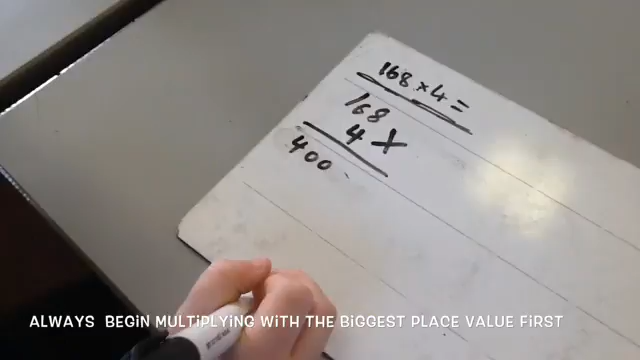 168 × 4 =
168
4 ×
400
ALWAYS BEGIN MULTIPLYING WITH THE BIGGEST PLACE VALUE FIRST